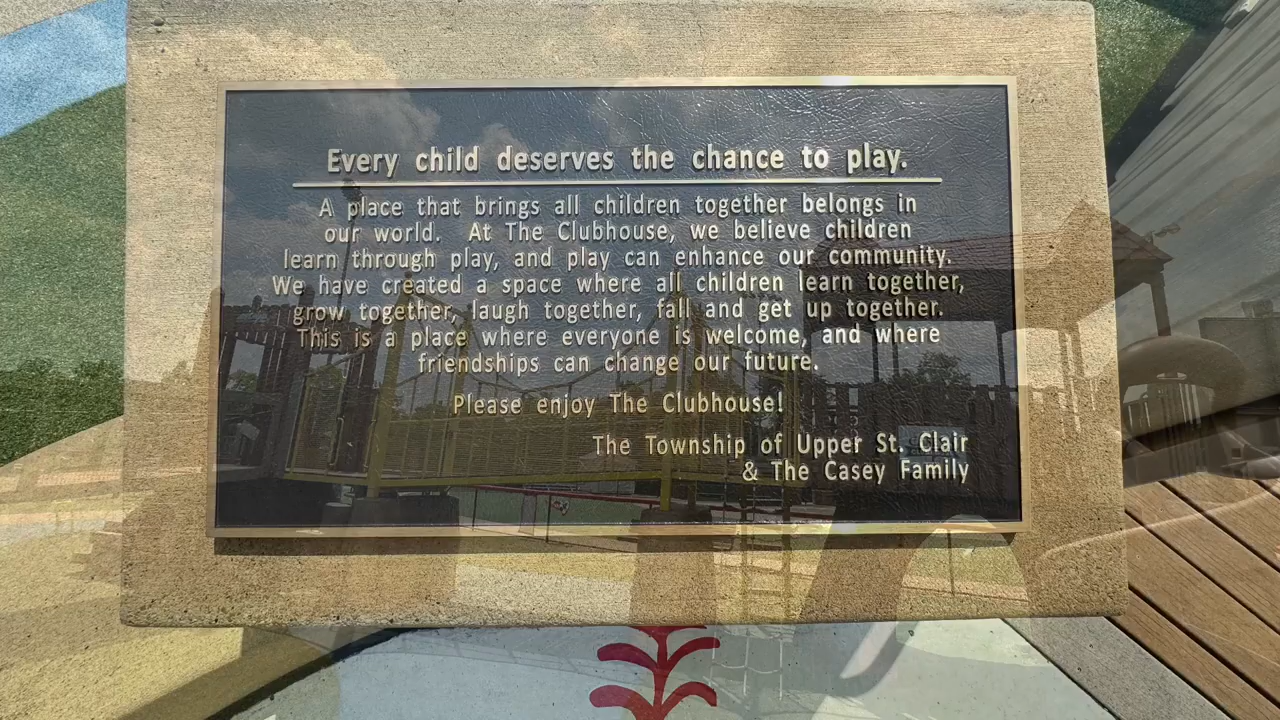 Every child deserves the chance to play.
A place that brings all children together belongs in
our world. At The Clubhouse, we believe children
learn through play, and play can enhance our community.
We have created a space where all children learn together,
grow together, laugh together, fall and get up together.
This is a place where everyone is welcome, and where
friendships can change our future.
Please enjoy The Clubhouse!
The Township of Upper St. Clair
& The Casey Family